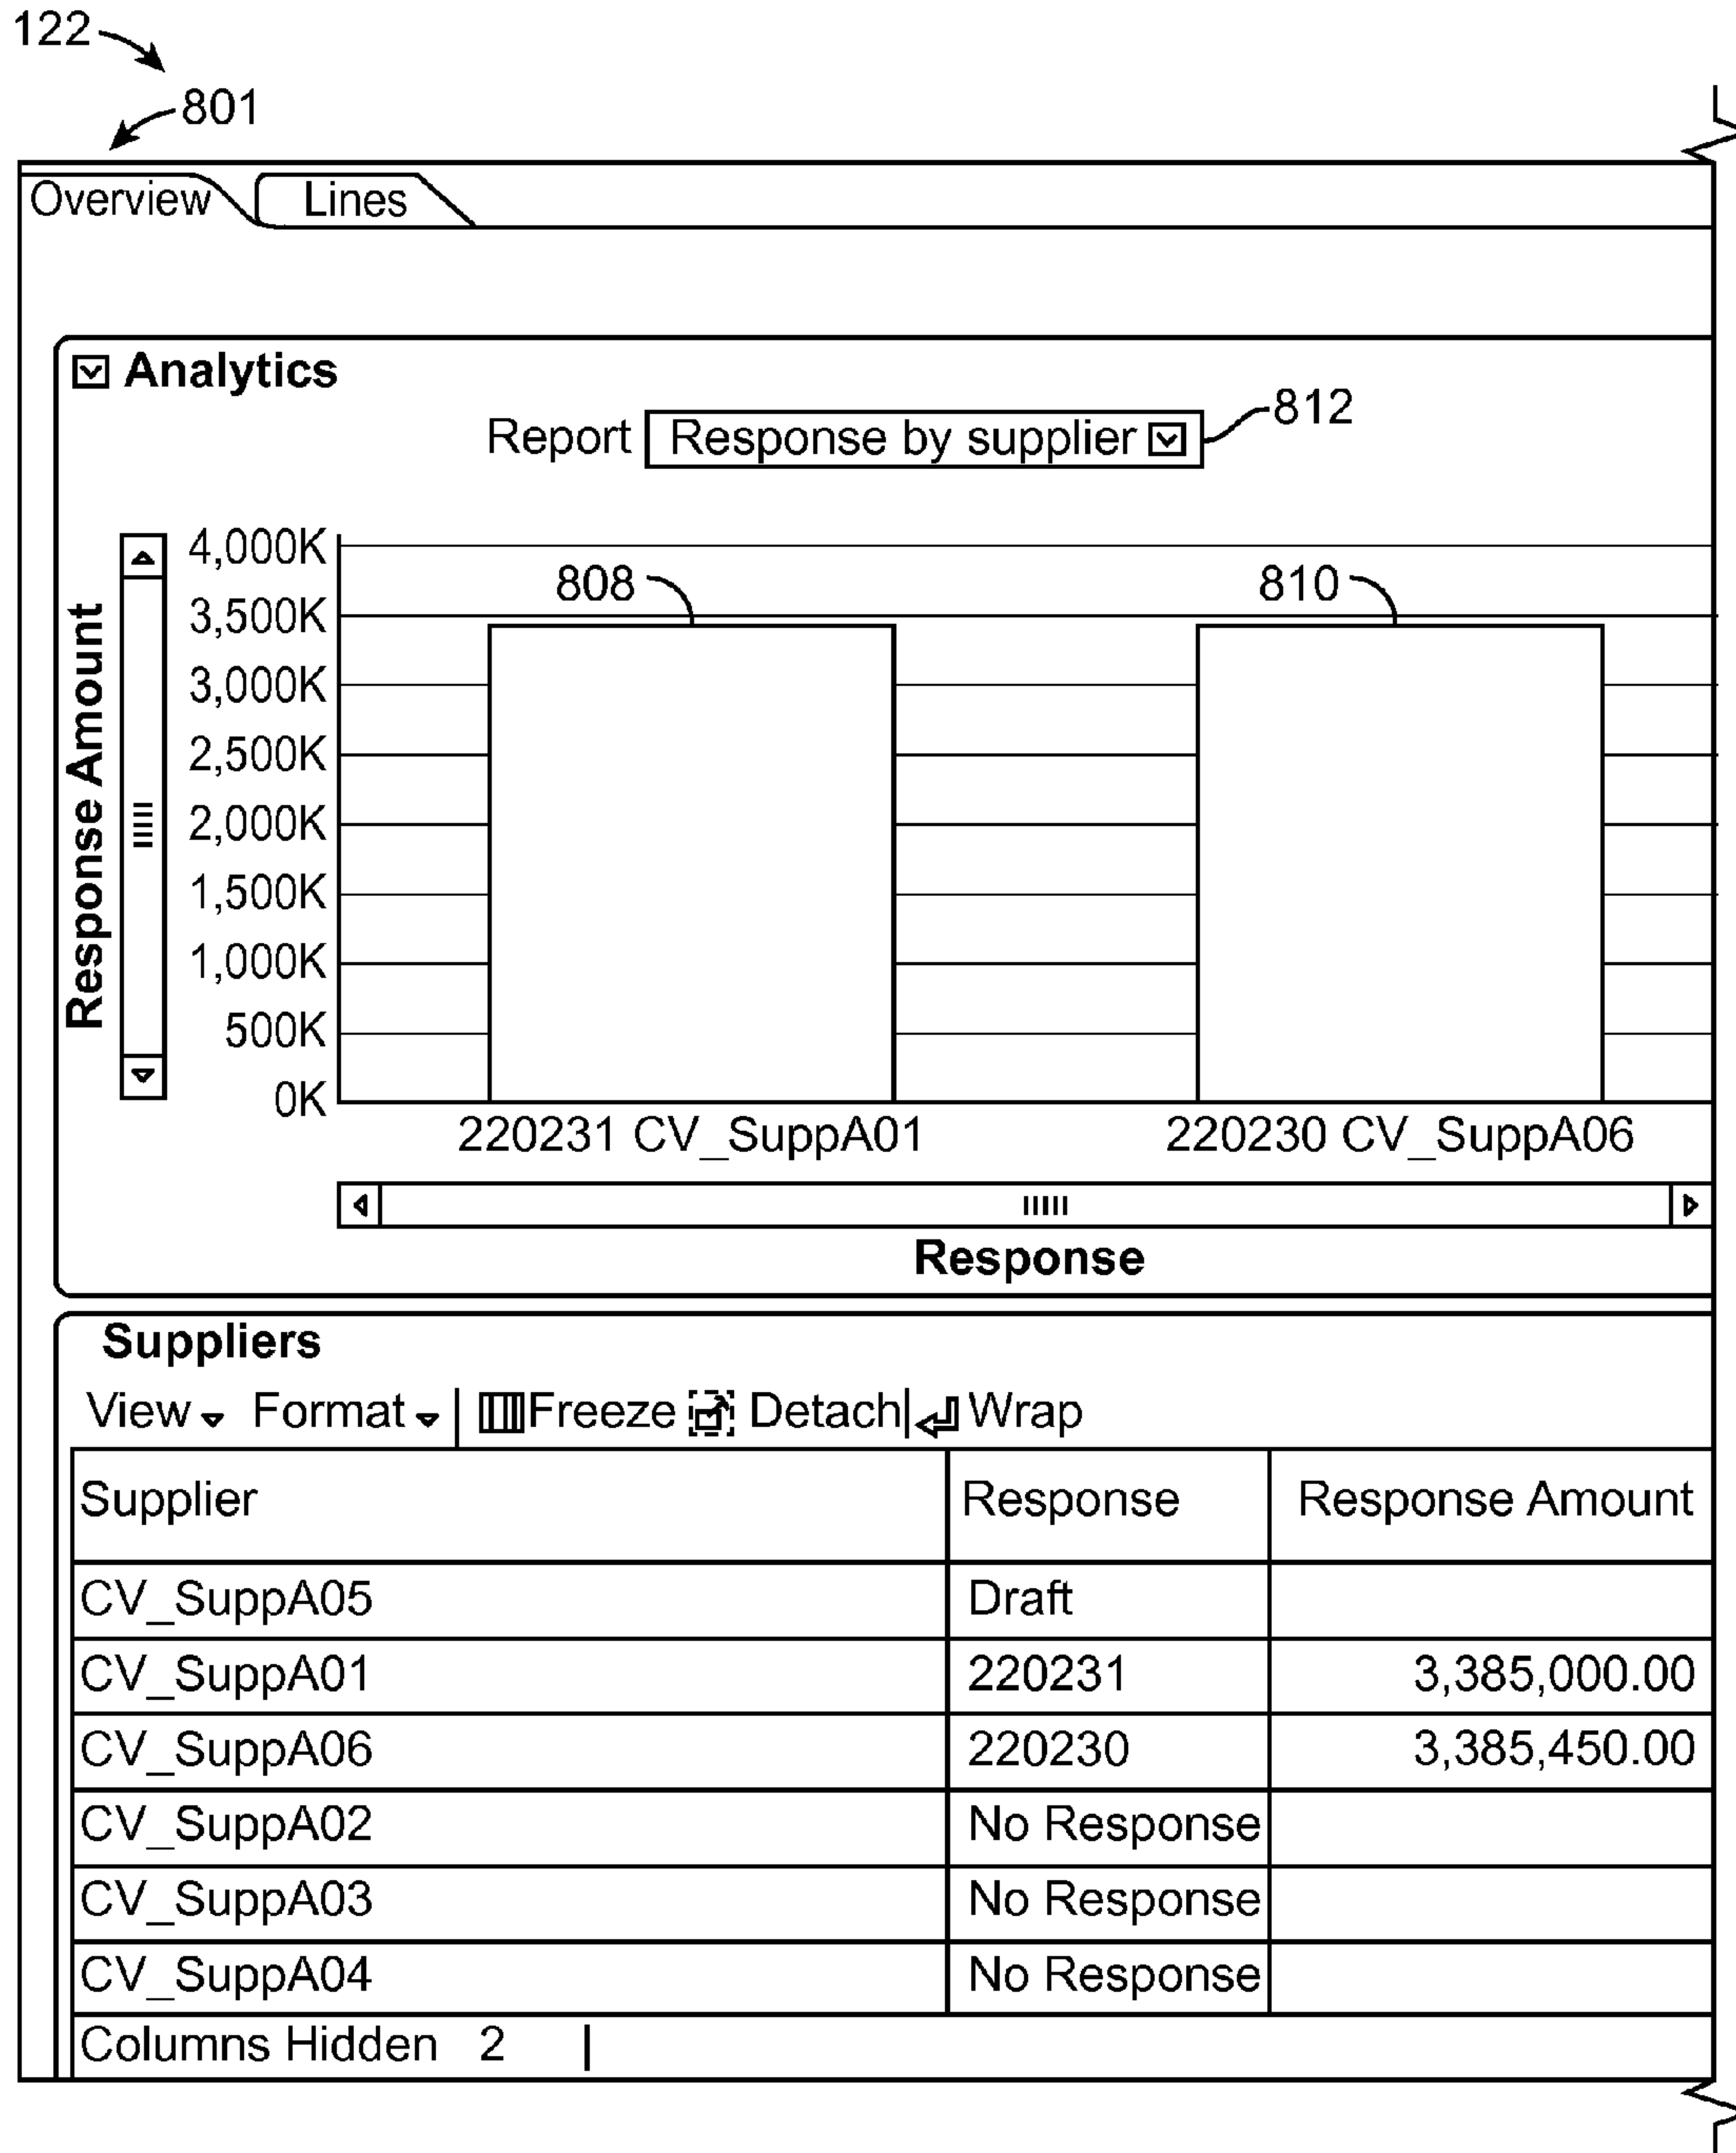 122
801
Overview Lines
Analytics
812
Report Response by supplier
Response Amount
4,000K
808 810
3,500K
3,000K
2,500K
2,000K
1,500K
1,000K
500K
0K
220231 CV_SuppA01 220230 CV_SuppA06
Response
Suppliers
View Format Freeze Detach Wrap
Supplier Response Response Amount
CV_SuppA05 Draft
CV_SuppA01 220231 3,385,000.00
CV_SuppA06 220230 3,385,450.00
CV_SuppA02 No Response
CV_SuppA03 No Response
CV_SuppA04 No Response
Columns Hidden 2